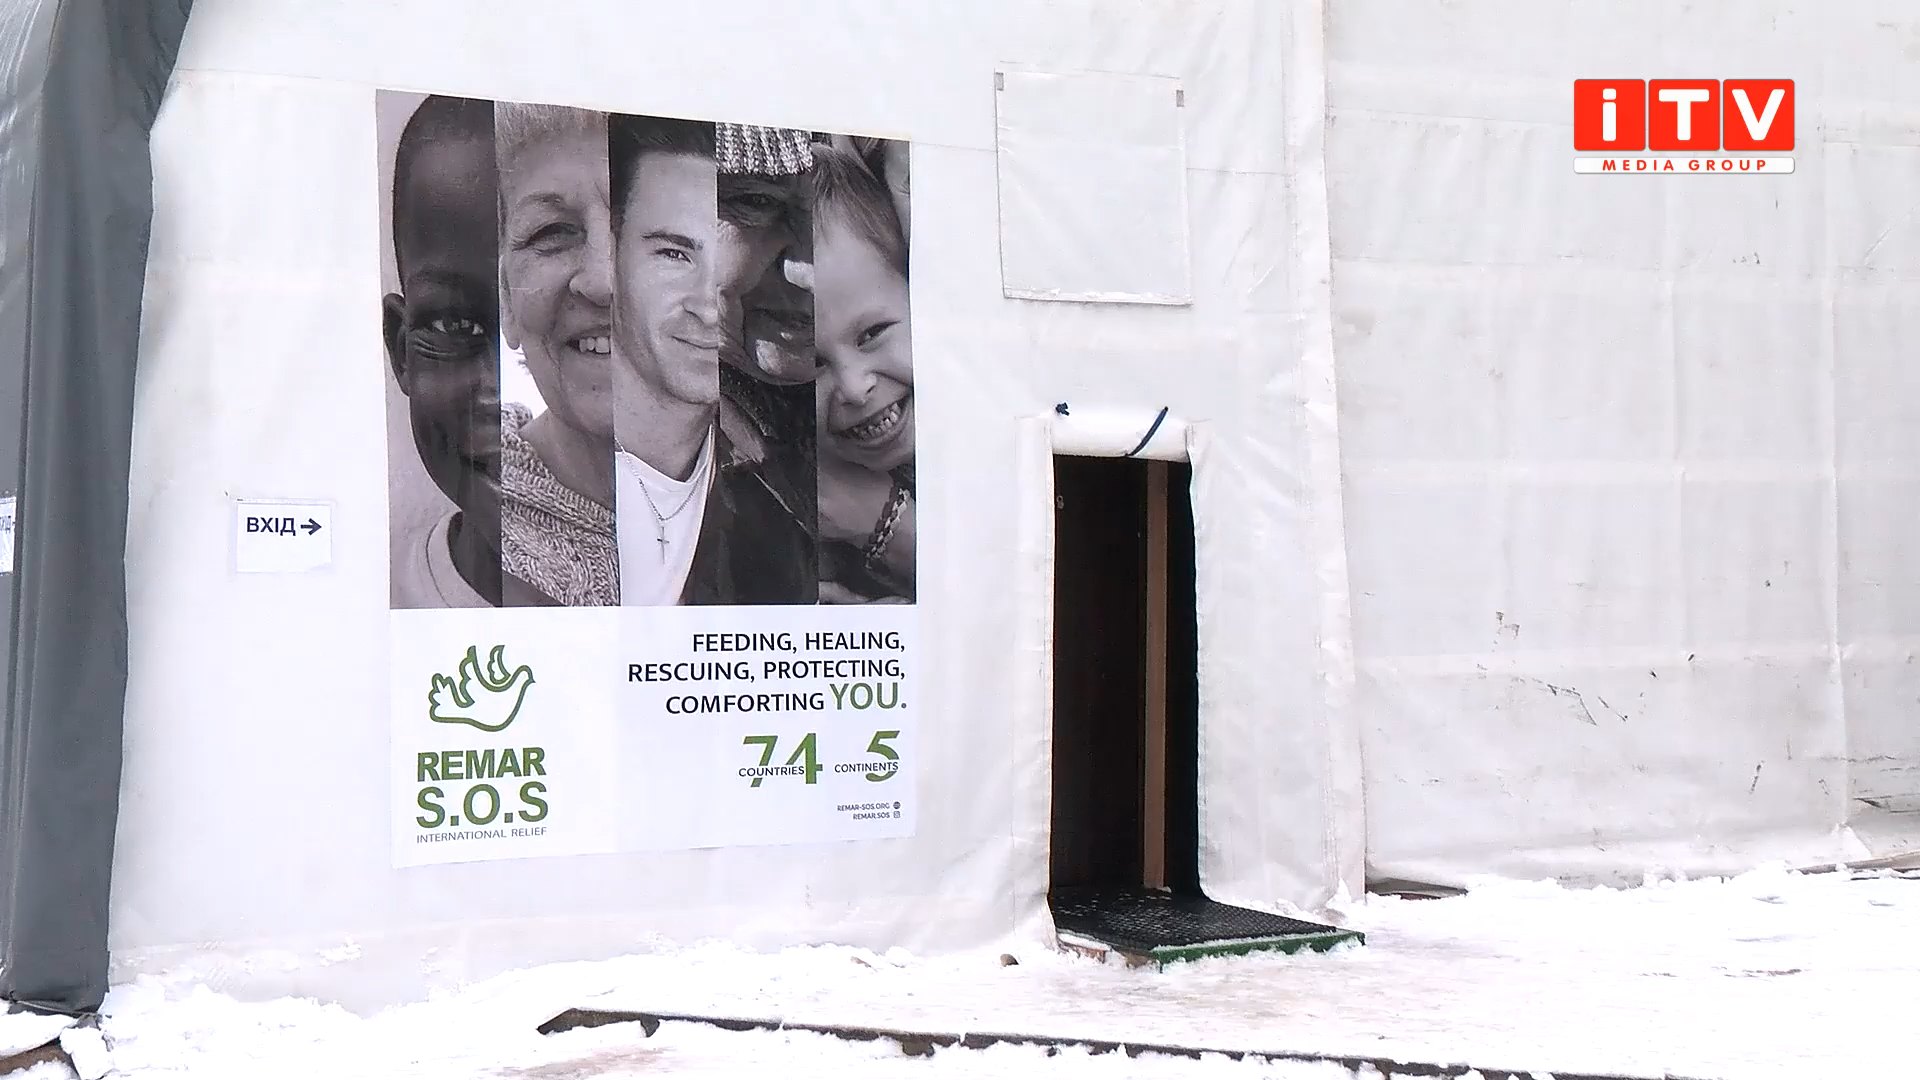 iTV
MEDIA GROUP
ВХІД→
FEEDING, HEALING,
RESCUING, PROTECTING,
COMFORTING YOU.
74 COUNTRIES 5 CONTINENTS
REMAR-SOS.ORG
REMAR.SOS
REMAR
S.O.S
INTERNATIONAL RELIEF